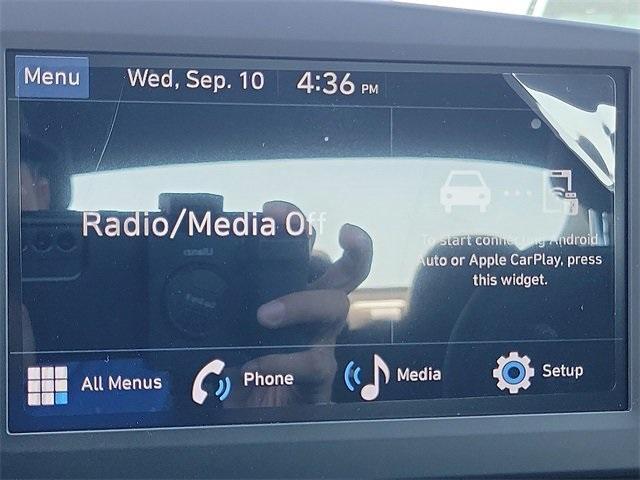 Menu
Wed, Sep. 10
4:36 PM
Radio/Media Off
To start connecting Android
Auto or Apple CarPlay, press
this widget.
All Menus
Phone
Media
Setup